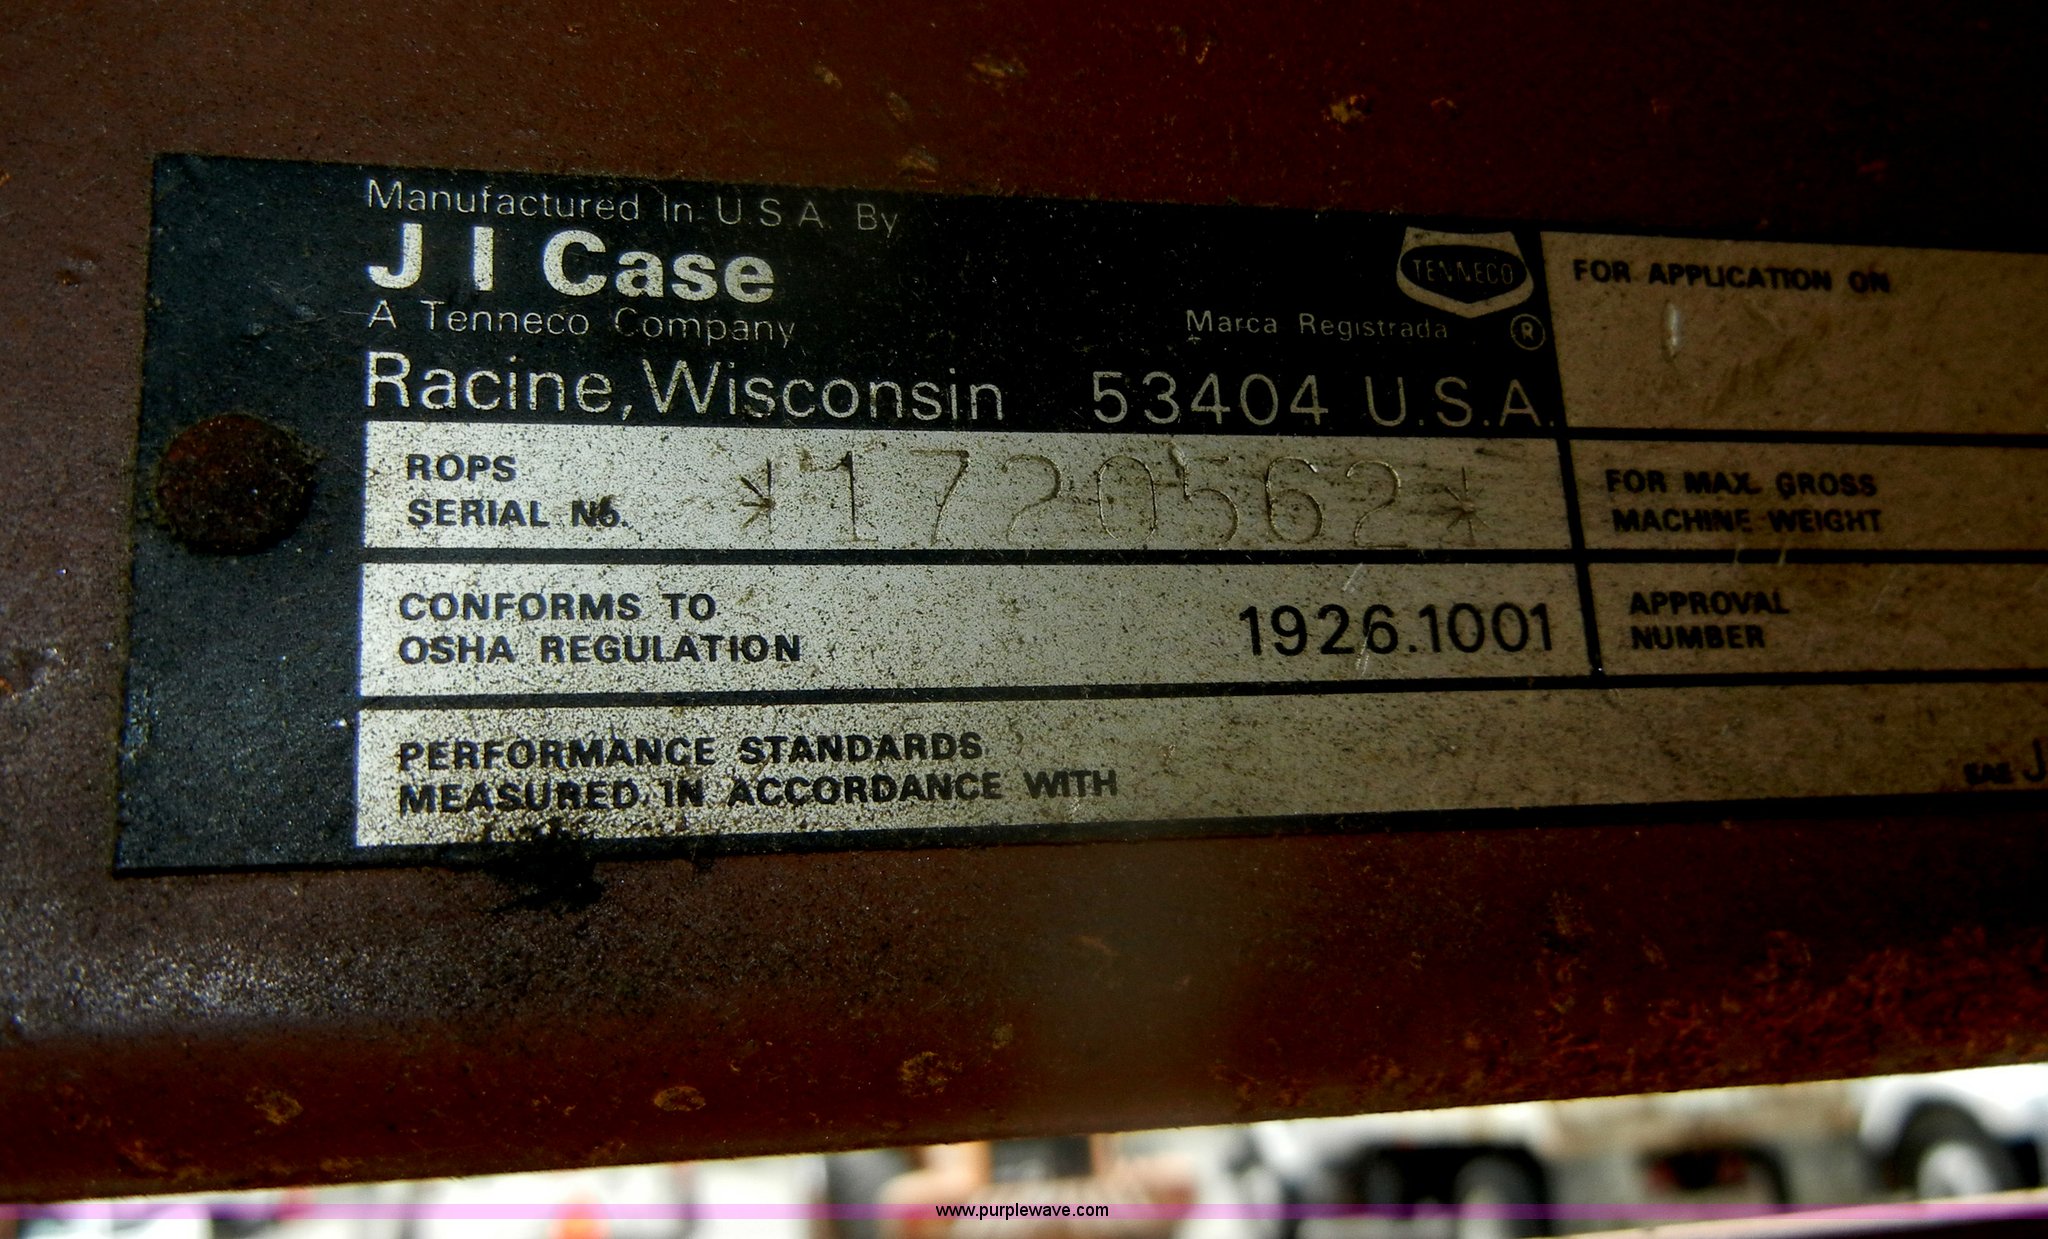 Manufactured In U.S.A. By
J I Case
A Tenneco Company
TENNECO
Marca Registrada ®
Racine, Wisconsin 53404 U.S.A.
FOR APPLICATION ON
ROPS
SERIAL No.
*1720562*
FOR MAX. GROSS
MACHINE WEIGHT
CONFORMS TO
OSHA REGULATION
1926.1001
APPROVAL
NUMBER
PERFORMANCE STANDARDS
MEASURED IN ACCORDANCE WITH
SAE J
www.purplewave.com